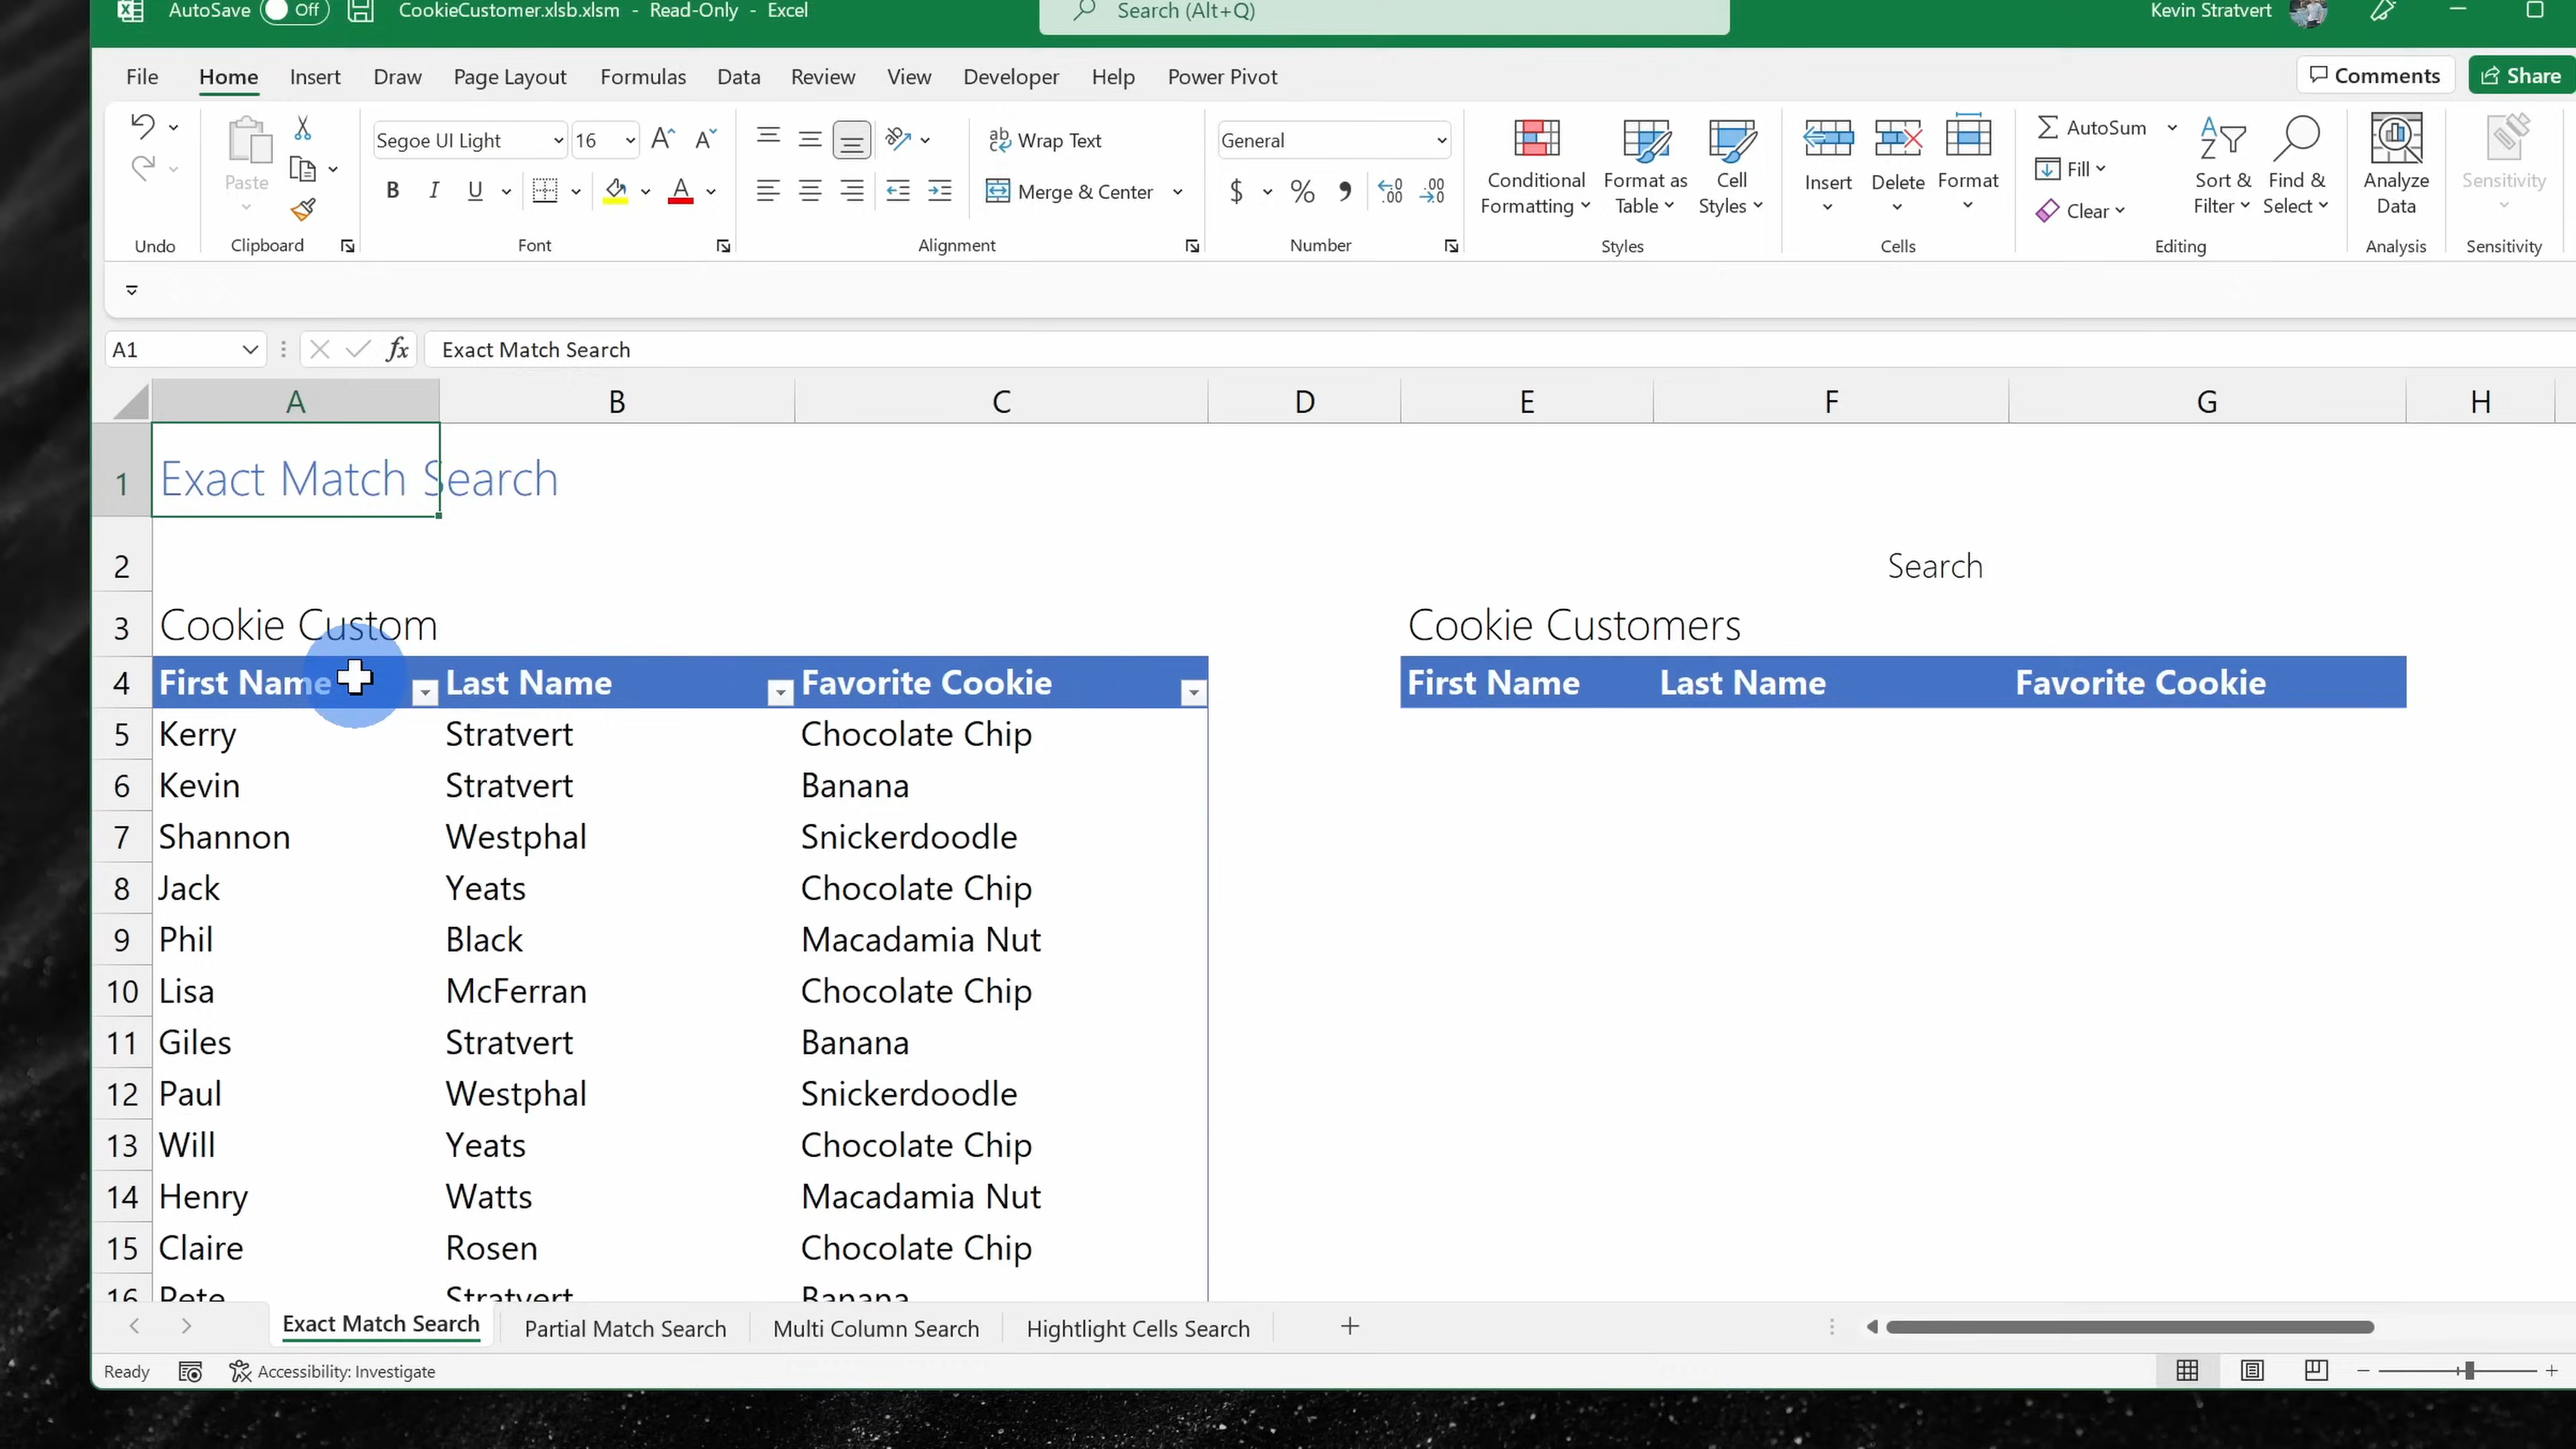 AutoSave Off CookieCustomer.xlsb.xlsm - Read-Only - Excel Search (Alt+Q) Kevin Stratvert
File Home Insert Draw Page Layout Formulas Data Review View Developer Help Power Pivot Comments Share
Segoe UI Light 16 Wrap Text General AutoSum
Paste Conditional Formatting Format as Table Cell Styles Insert Delete Format Fill Sort & Filter Find & Select Analyze Data Sensitivity
B I U A Merge & Center $ % Clear
Undo Clipboard Font Alignment Number Styles Cells Editing Analysis Sensitivity
A1 fx Exact Match Search
A B C D E F G H
1 Exact Match Search
2 Search
3 Cookie Custom Cookie Customers
4 First Name Last Name Favorite Cookie First Name Last Name Favorite Cookie
5 Kerry Stratvert Chocolate Chip
6 Kevin Stratvert Banana
7 Shannon Westphal Snickerdoodle
8 Jack Yeats Chocolate Chip
9 Phil Black Macadamia Nut
10 Lisa McFerran Chocolate Chip
11 Giles Stratvert Banana
12 Paul Westphal Snickerdoodle
13 Will Yeats Chocolate Chip
14 Henry Watts Macadamia Nut
15 Claire Rosen Chocolate Chip
16 Pete Stratvert Banana
Exact Match Search Partial Match Search Multi Column Search Hightlight Cells Search
Ready Accessibility: Investigate